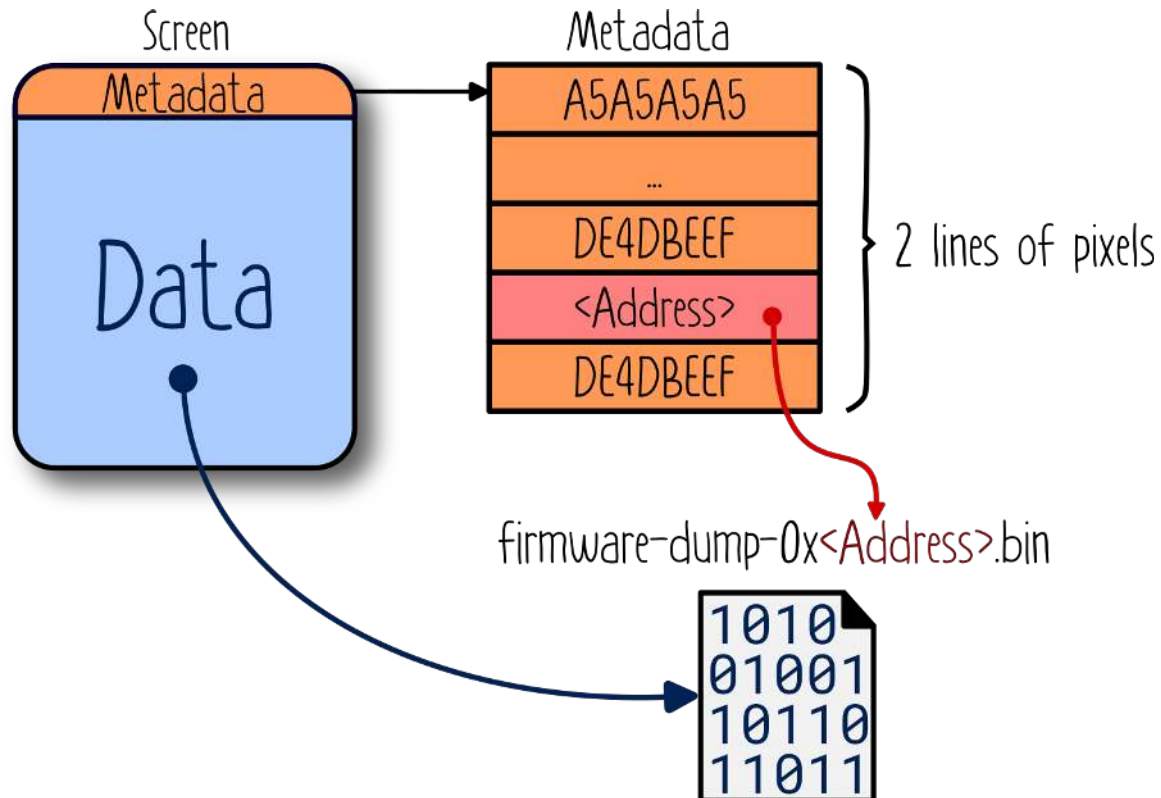 Screen
Metadata
Data
Metadata
A5A5A5A5
...
DE4DBEEF
<Address>
DE4DBEEF
2 lines of pixels
firmware-dump-0x<Address>.bin
1010
01001
10110
11011